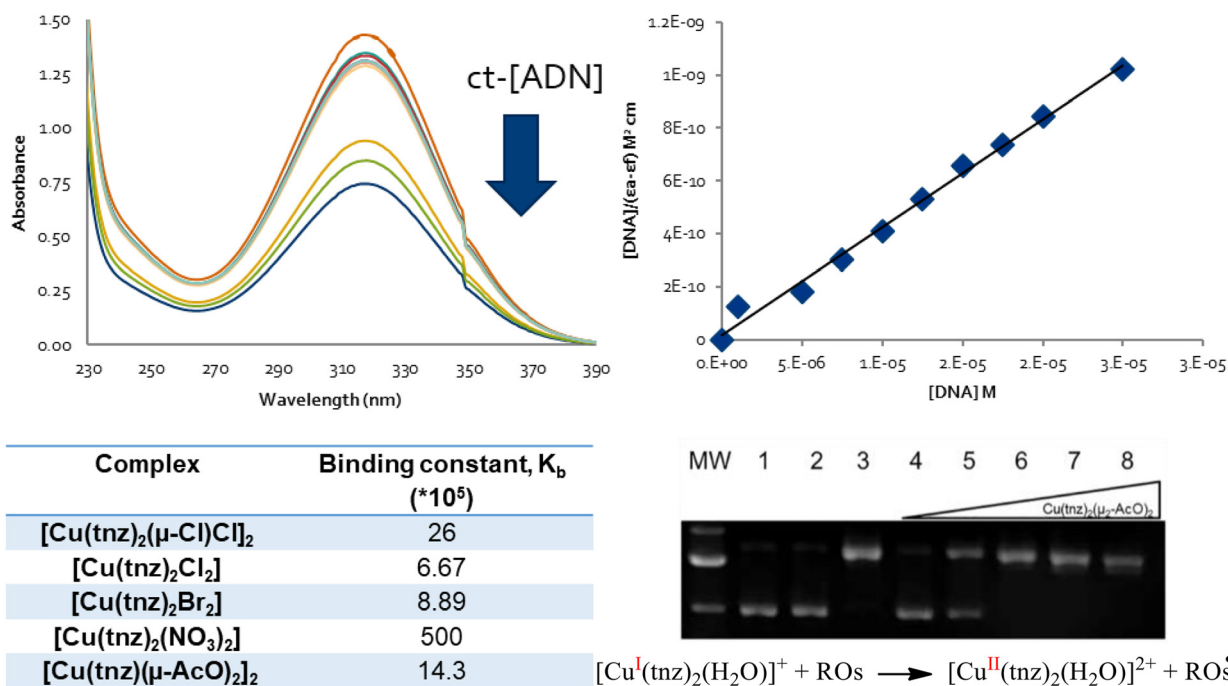 1.50
1.25
1.00
0.75
0.50
0.25
0.00
Absorbance
ct-[ADN]
230 250 270 290 310 330 350 370 390
Wavelength (nm)
1.2E-09
1E-09
8E-10
6E-10
4E-10
2E-10
0
[DNA]/(εa-εf) M² cm
0.E+00 5.E-06 1.E-05 2.E-05 2.E-05 3.E-05 3.E-05
[DNA] M
Complex Binding constant, K_b
(*10⁵)
[Cu(tnz)₂(μ-Cl)Cl]₂ 26
[Cu(tnz)₂Cl₂] 6.67
[Cu(tnz)₂Br₂] 8.89
[Cu(tnz)₂(NO₃)₂] 500
[Cu(tnz)(μ-AcO)₂]₂ 14.3
MW 1 2 3 4 5 6 7 8
Cu(tnz)₂(μ₂-AcO)₂
[Cuᴵ(tnz)₂(H₂O)]⁺ + ROs ⟶ [Cuᴵᴵ(tnz)₂(H₂O)]²⁺ + ROs